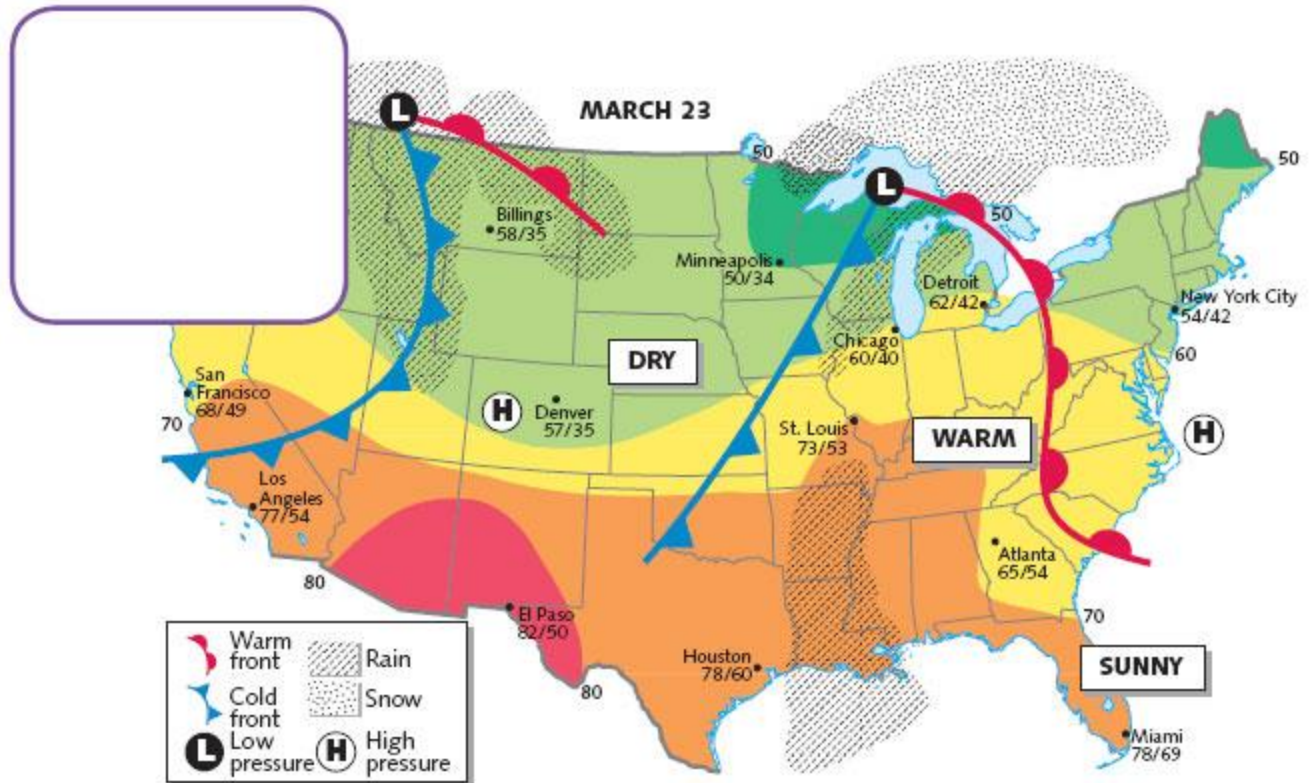 MARCH 23
L
50
50
L
50
Billings
58/35
Minneapolis
50/34
Detroit
62/42
New York City
54/42
Chicago
60/40
60
DRY
San
Francisco
68/49
H
Denver
57/35
70
St. Louis
73/53
WARM
H
Los
Angeles
77/54
Atlanta
65/54
80
El Paso
82/50
70
Houston
78/60
SUNNY
80
Miami
78/69
Warm
front
Rain
Cold
front
Snow
L Low
pressure
H High
pressure